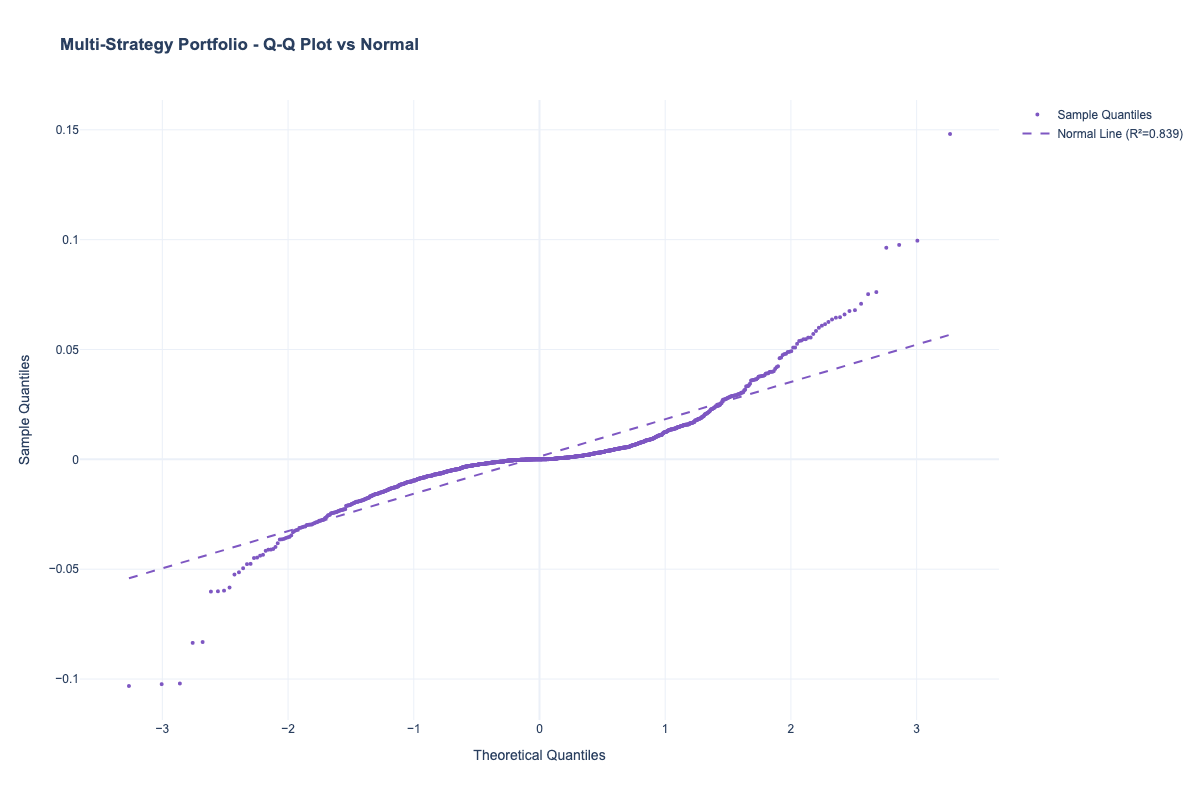 Multi-Strategy Portfolio - Q-Q Plot vs Normal
Sample Quantiles
Normal Line (R²=0.839)
0.15
0.1
0.05
0
−0.05
−0.1
Sample Quantiles
−3
−2
−1
0
1
2
3
Theoretical Quantiles